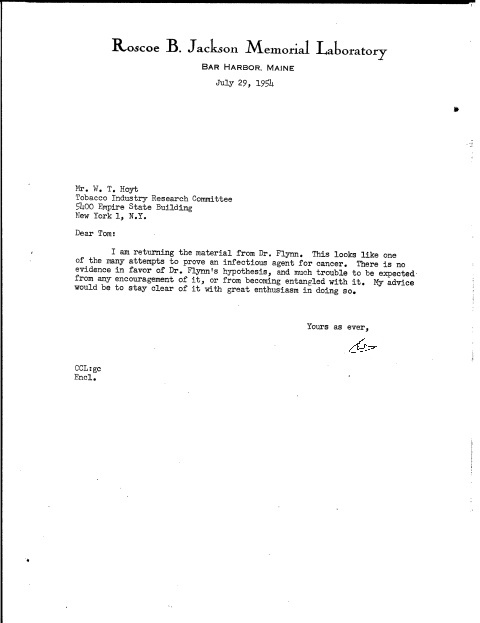 Roscoe B. Jackson Memorial Laboratory
BAR HARBOR, MAINE
July 29, 1954
Mr. W. T. Hoyt
Tobacco Industry Research Committee
5400 Empire State Building
New York 1, N.Y.
Dear Tom:
I am returning the material from Dr. Flynn. This looks like one
of the many attempts to prove an infectious agent for cancer. There is no
evidence in favor of Dr. Flynn's hypothesis, and much trouble to be expected
from any encouragement of it, or from becoming entangled with it. My advice
would be to stay clear of it with great enthusiasm in doing so.
Yours as ever,
CCL:gc
Encl.